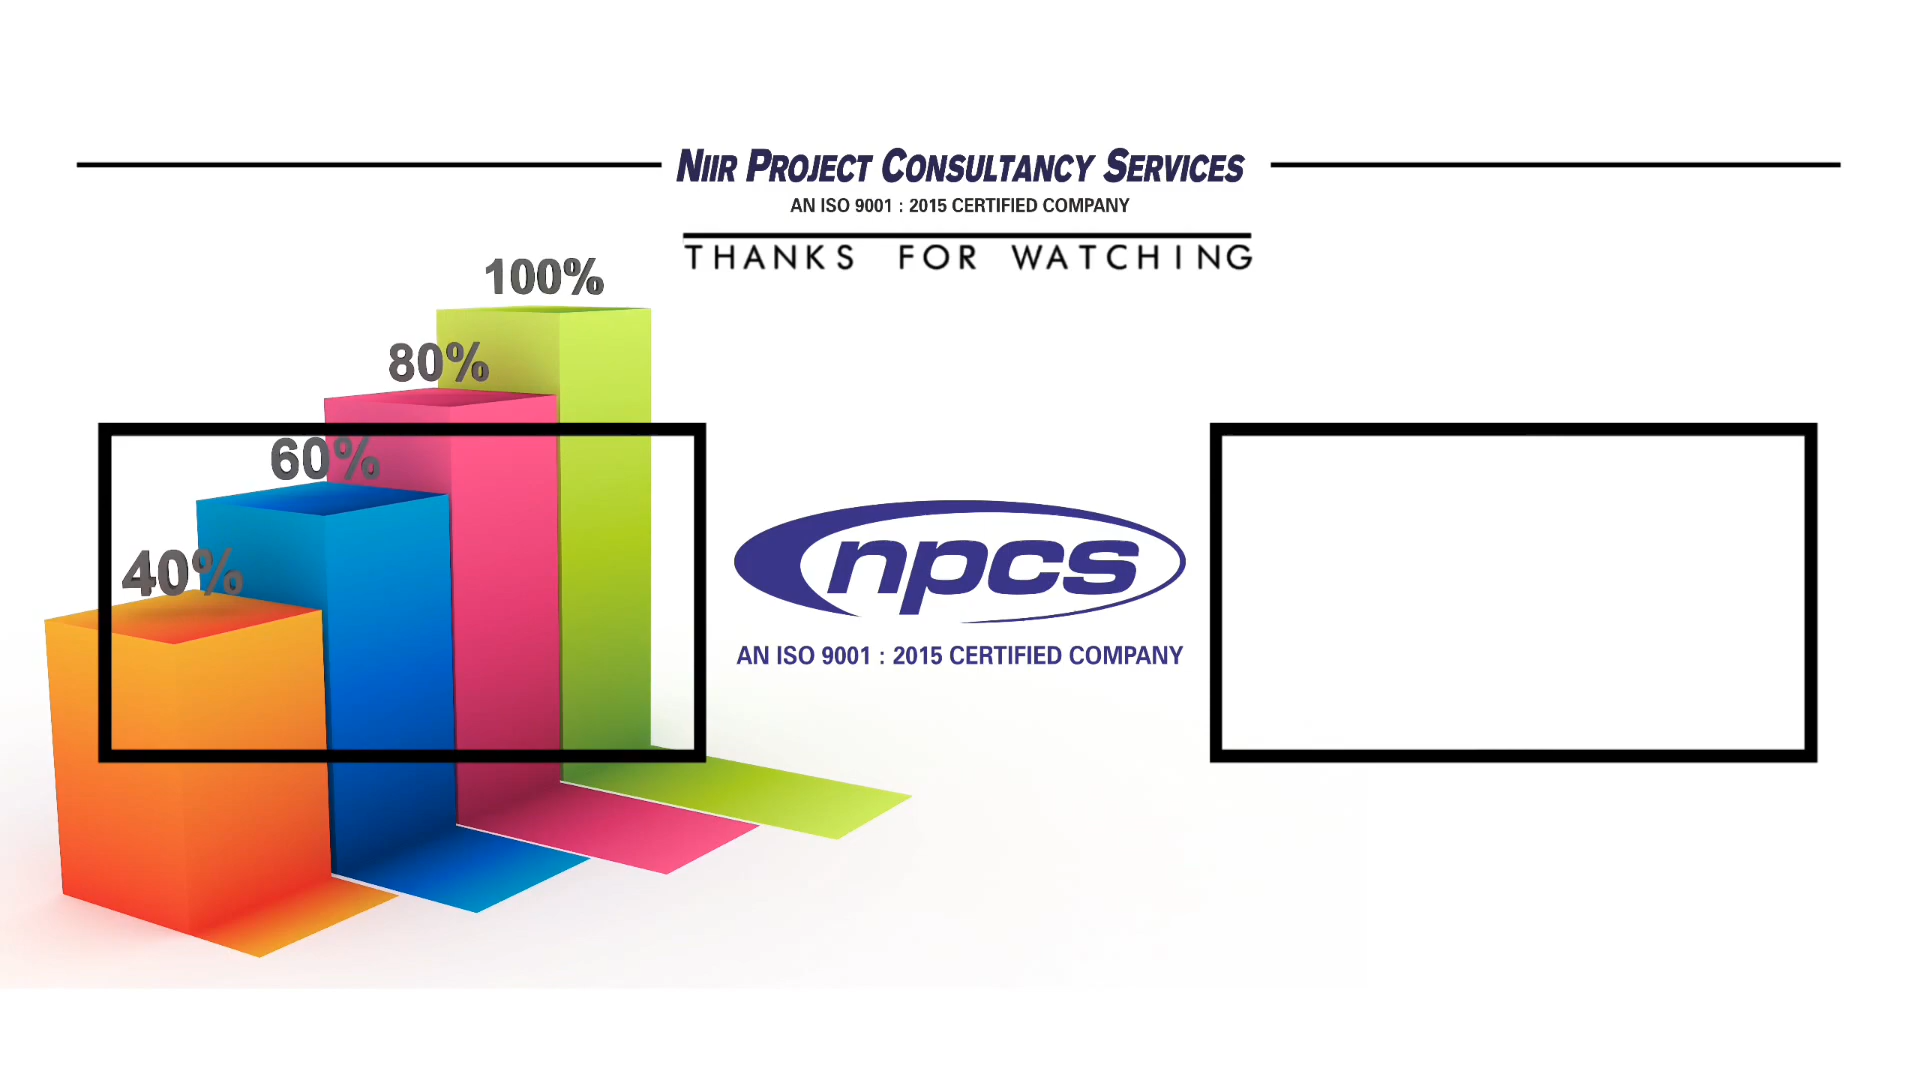 NIIR PROJECT CONSULTANCY SERVICES
AN ISO 9001 : 2015 CERTIFIED COMPANY
THANKS FOR WATCHING
100%
80%
60%
40%
npcs
AN ISO 9001 : 2015 CERTIFIED COMPANY